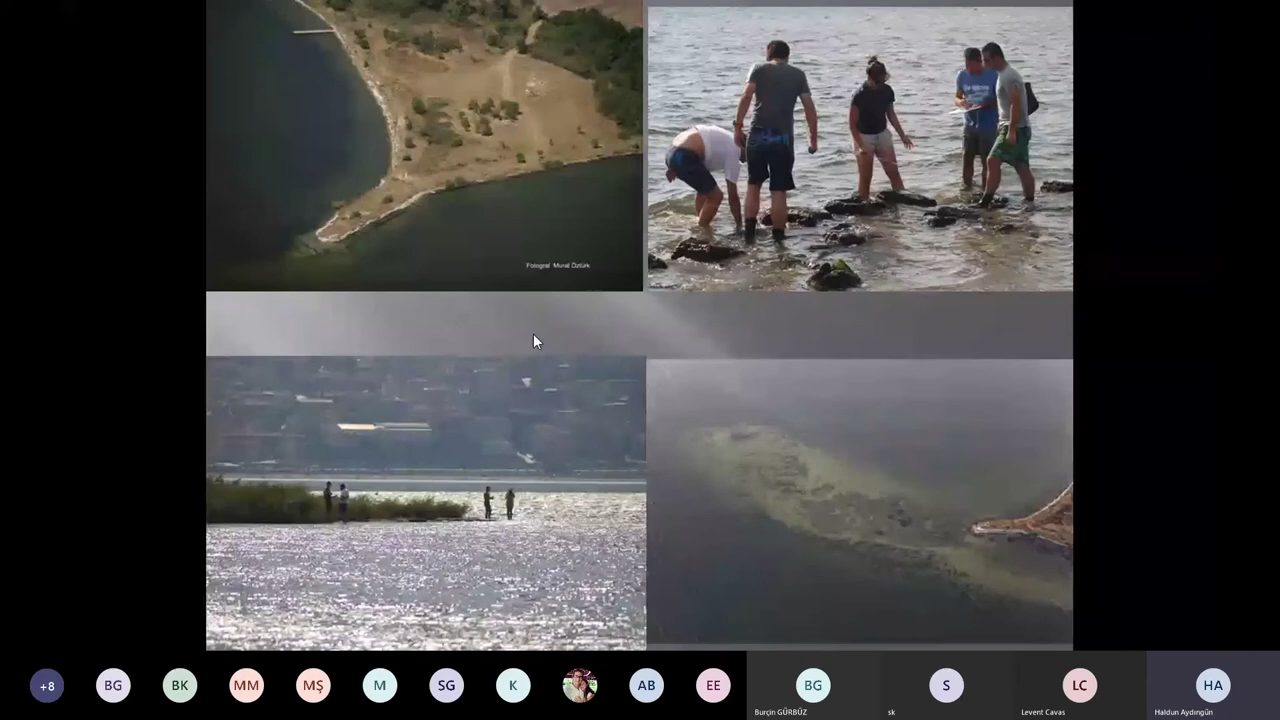 Fotoğraf Murat Öztürk
+8
BG
BK
MM
MŞ
M
SG
K
AB
EE
BG
S
LC
HA
Burçin GÜRBÜZ
sk
Levent Cavas
Haldun Aydıngün